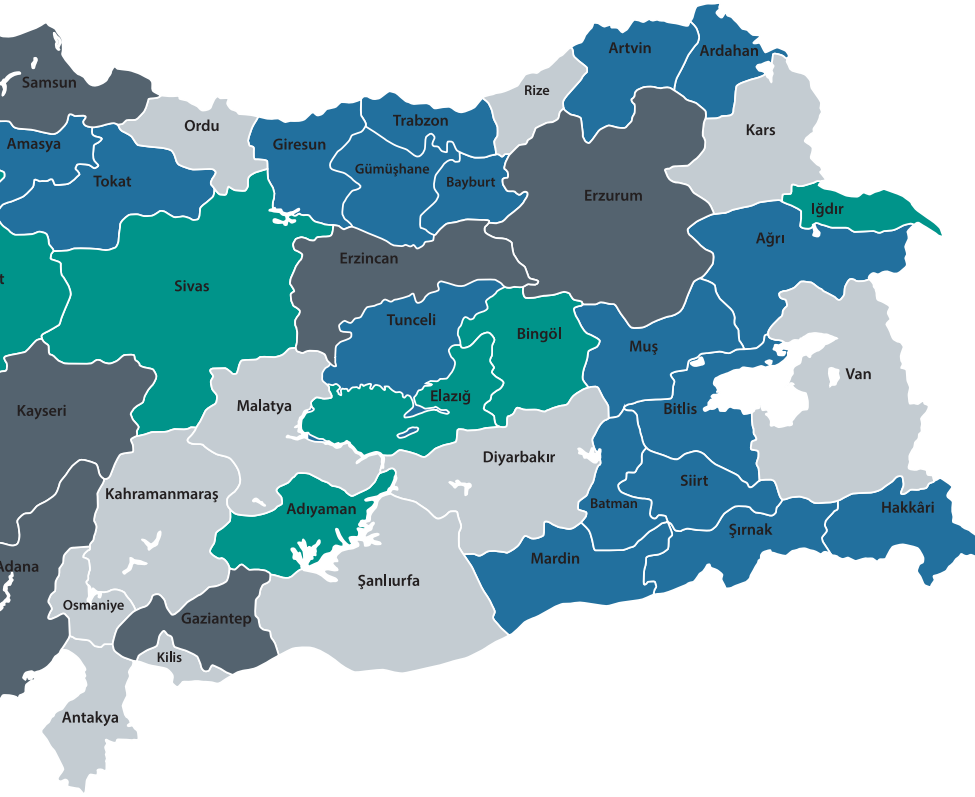 Artvin
Ardahan
Samsun
Rize
Ordu
Trabzon
Kars
Amasya
Giresun
Gümüşhane
Tokat
Bayburt
Erzurum
Iğdır
Ağrı
Erzincan
t
Sivas
Tunceli
Bingöl
Muş
Van
Elazığ
Malatya
Bitlis
Kayseri
Diyarbakır
Siirt
Kahramanmaraş
Adıyaman
Batman
Hakkâri
Şırnak
Mardin
Adana
Şanlıurfa
Osmaniye
Gaziantep
Kilis
Antakya